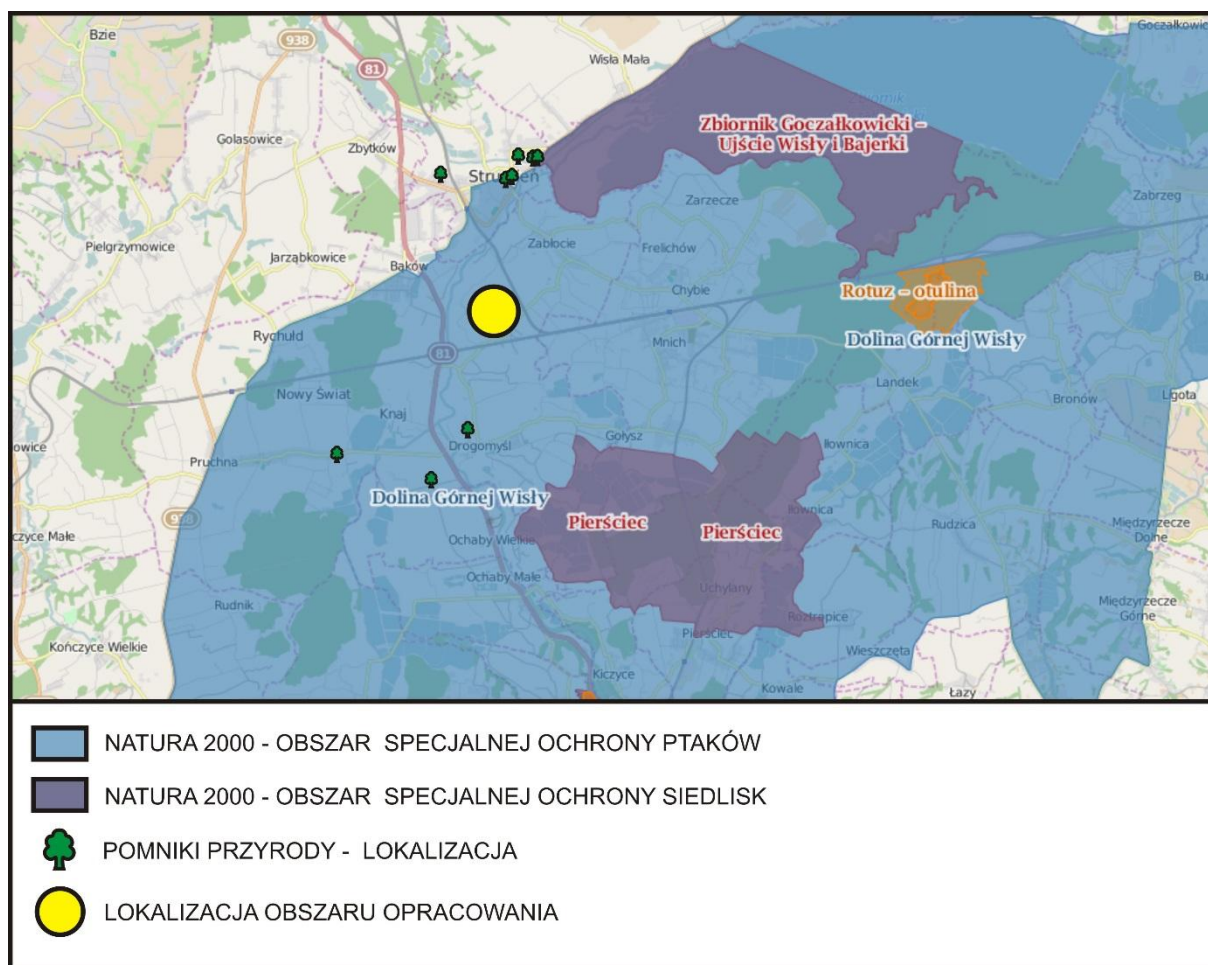 Bzie
938
81
Wisła Mała
Goczałkowice
Golasowice
Zbytków
Strumień
Zbiornik Goczałkowicki –
Ujście Wisły i Bajerki
Zarzecze
Zabrzeg
Pielgrzymowice
Jarząbkowice
Zabłocie
Frelichów
Bąków
Chybie
Rotuz – otulina
Rychułd
Mnich
Dolina Górnej Wisły
81
Landek
Nowy Świat
Bronów
Ligota
Knaj
Drogomyśl
Gołysz
Iłownica
Pruchna
Dolina Górnej Wisły
938
Pierściec
Pierściec
Iłownica
Rudzica
Międzyrzecze
Dolne
Ochaby Wielkie
Ochaby Małe
Uchylany
Rudnik
Roztropice
Międzyrzecze
Górne
Kończyce Wielkie
Pierściec
Wieszczęta
Kiczyce
Kowale
Łazy
NATURA 2000 - OBSZAR SPECJALNEJ OCHRONY PTAKÓW
NATURA 2000 - OBSZAR SPECJALNEJ OCHRONY SIEDLISK
POMNIKI PRZYRODY - LOKALIZACJA
LOKALIZACJA OBSZARU OPRACOWANIA